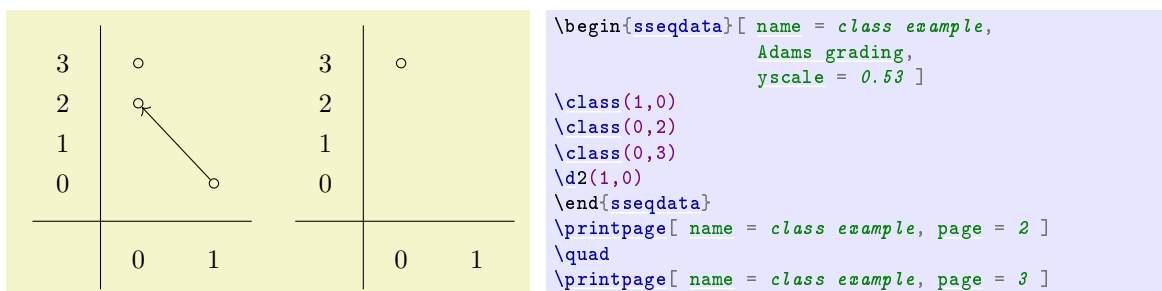 3 3
2 2
1 1
0 0
0 1 0 1
\begin{sseqdata}[ name = class example,
Adams grading,
yscale = 0.53 ]
\class(1,0)
\class(0,2)
\class(0,3)
\d2(1,0)
\end{sseqdata}
\printpage[ name = class example, page = 2 ]
\quad
\printpage[ name = class example, page = 3 ]